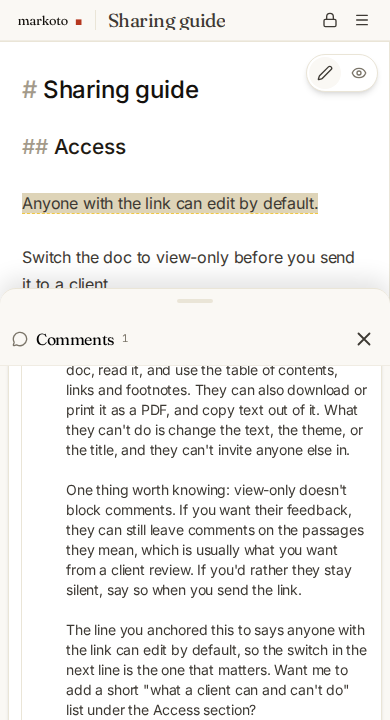 markoto Sharing guide
# Sharing guide
## Access
Anyone with the link can edit by default.
Switch the doc to view-only before you send
it to a client
Comments 1
doc, read it, and use the table of contents,
links and footnotes. They can also download or
print it as a PDF, and copy text out of it. What
they can't do is change the text, the theme, or
the title, and they can't invite anyone else in.
One thing worth knowing: view-only doesn't
block comments. If you want their feedback,
they can still leave comments on the passages
they mean, which is usually what you want
from a client review. If you'd rather they stay
silent, say so when you send the link.
The line you anchored this to says anyone with
the link can edit by default, so the switch in the
next line is the one that matters. Want me to
add a short "what a client can and can't do"
list under the Access section?